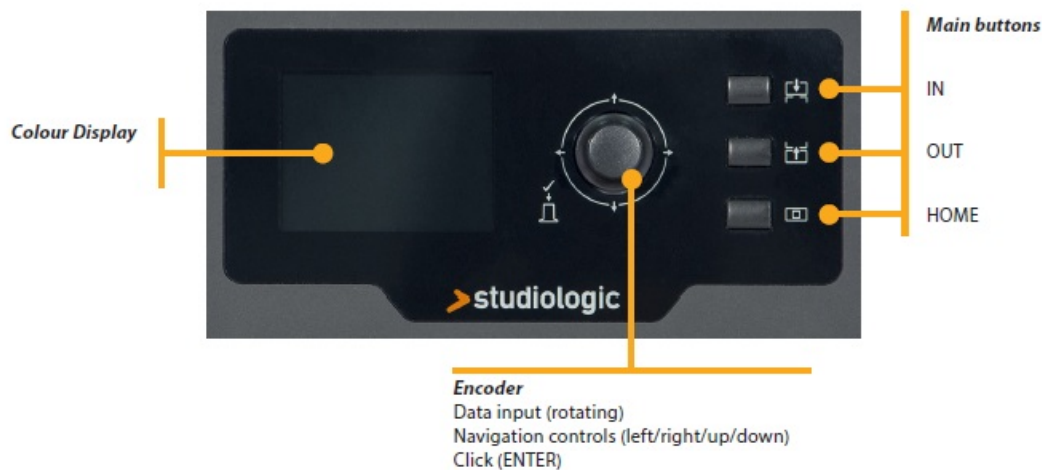 Main buttons
IN
Colour Display
OUT
HOME
studiologic
Encoder
Data input (rotating)
Navigation controls (left/right/up/down)
Click (ENTER)